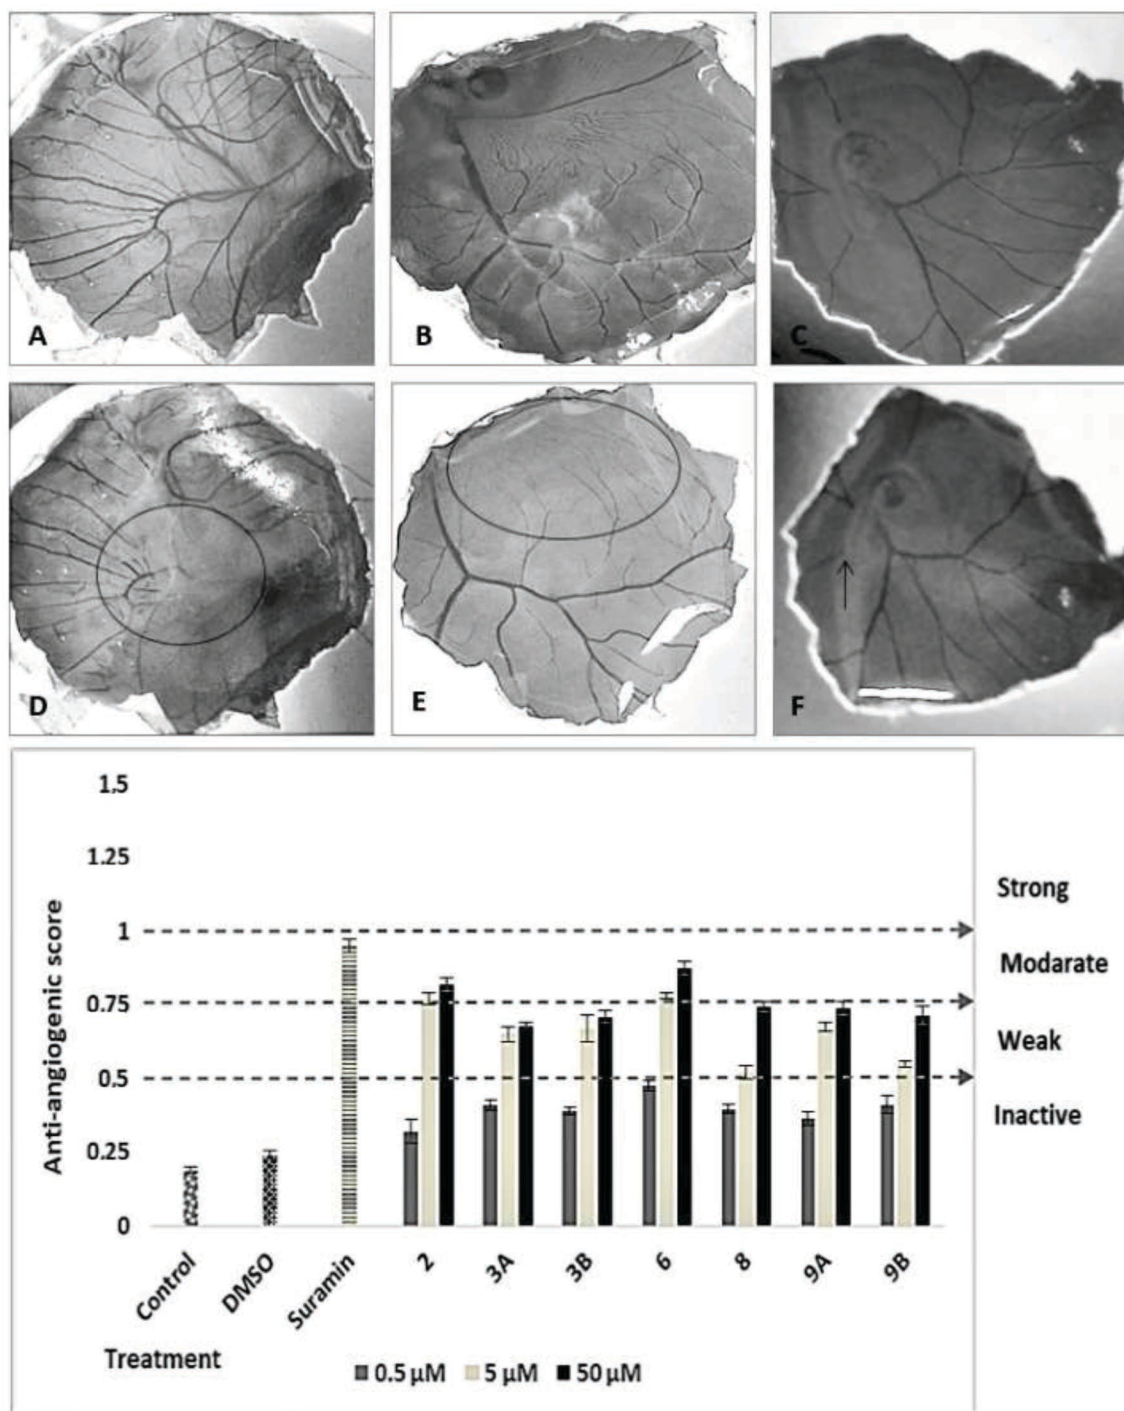 A
B
C
D
E
F
1,5
1.25
1
0.75
0.5
0.25
0
Anti-angiogenic score
Strong
Modarate
Weak
Inactive
Control
DMSO
Suramin
2
3A
3B
6
8
9A
9B
Treatment
0.5 µM 5 µM 50 µM